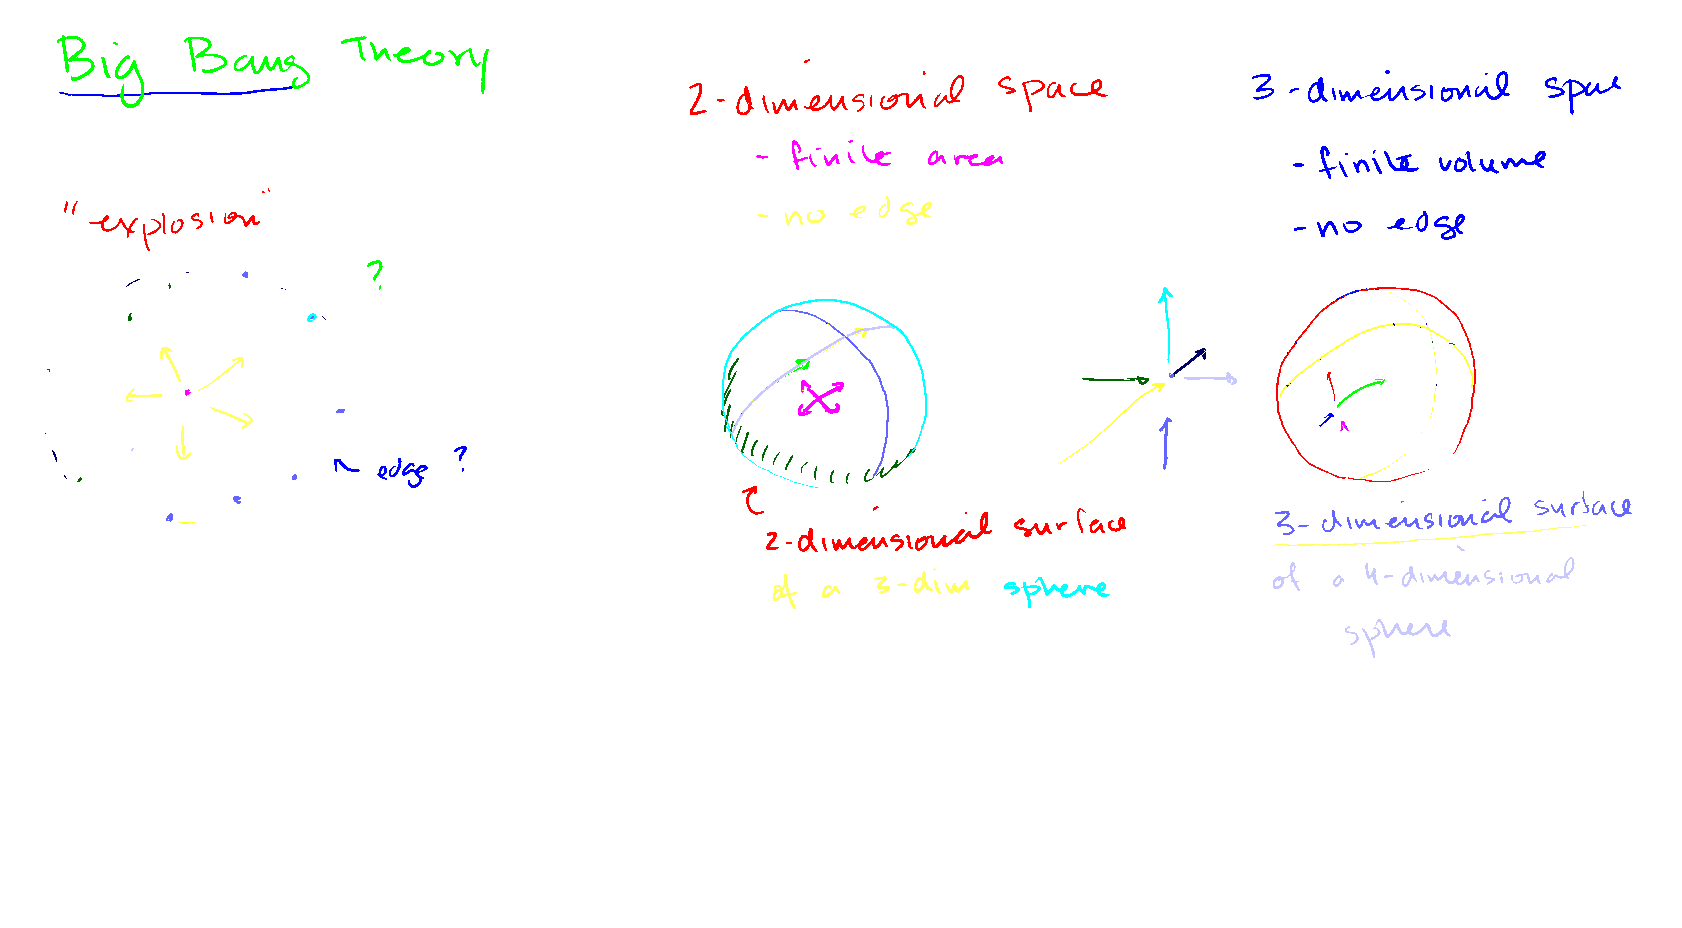 Big Bang Theory
"explosion"
?
edge ?
2-dimensional space
- finite area
- no edge
2-dimensional surface
of a 3-dim sphere
3-dimensional space
- finite volume
- no edge
3-dimensional surface
of a 4-dimensional
sphere